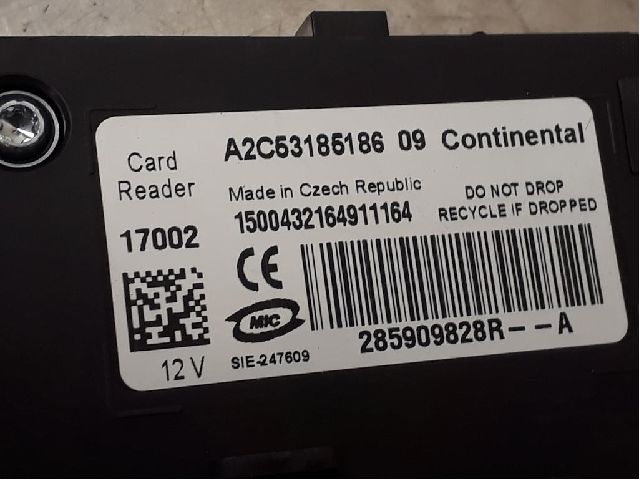 Card Reader
A2C53185186 09 Continental
Made in Czech Republic
DO NOT DROP
RECYCLE IF DROPPED
17002
1500432164911164
CE
MIC
12 V
SIE-247609
285909828R--A